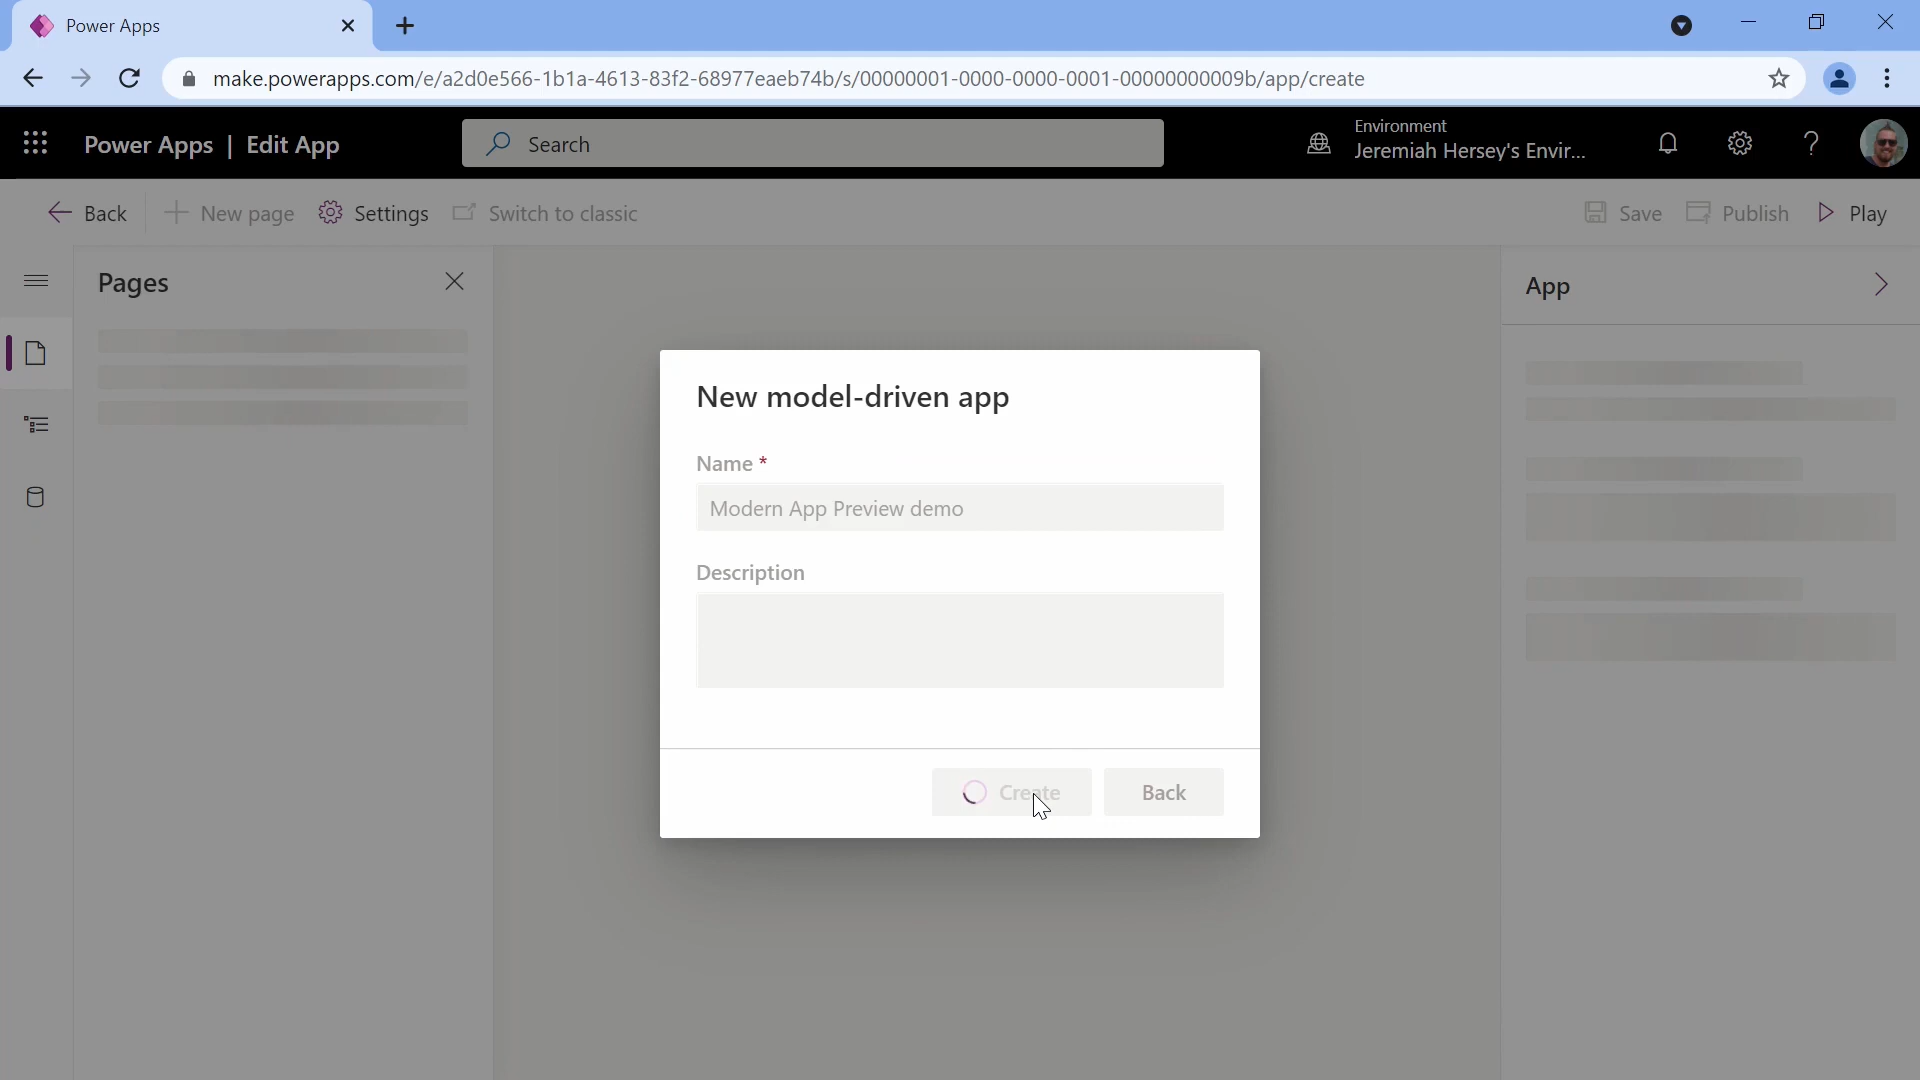 Power Apps
make.powerapps.com/e/a2d0e566-1b1a-4613-83f2-68977eaeb74b/s/00000001-0000-0000-0001-00000000009b/app/create
Power Apps | Edit App
Search
Environment
Jeremiah Hersey's Envir...
Back
New page
Settings
Switch to classic
Save
Publish
Play
Pages
App
New model-driven app
Name *
Modern App Preview demo
Description
Create
Back